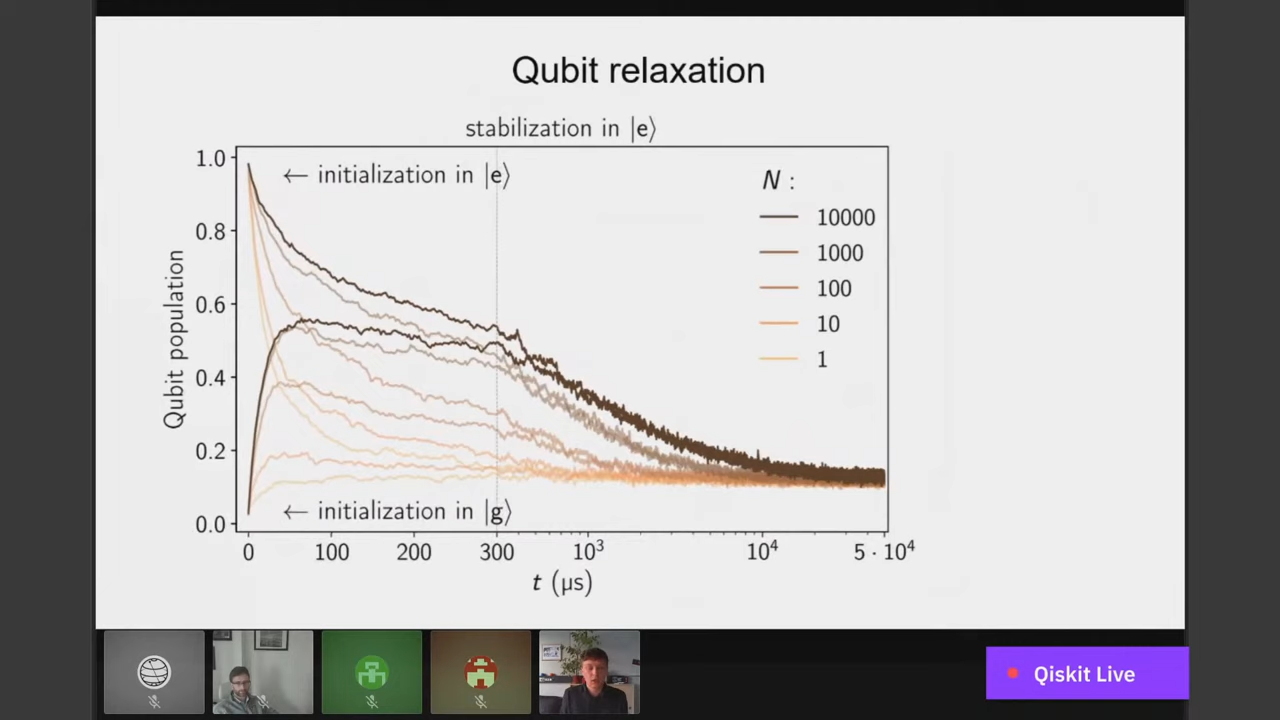 Qubit relaxation
stabilization in |e⟩
← initialization in |e⟩
N :
10000
1000
100
10
1
← initialization in |g⟩
Qubit population
1.0
0.8
0.6
0.4
0.2
0.0
0 100 200 300 10³ 10⁴ 5 · 10⁴
t (μs)
Qiskit Live